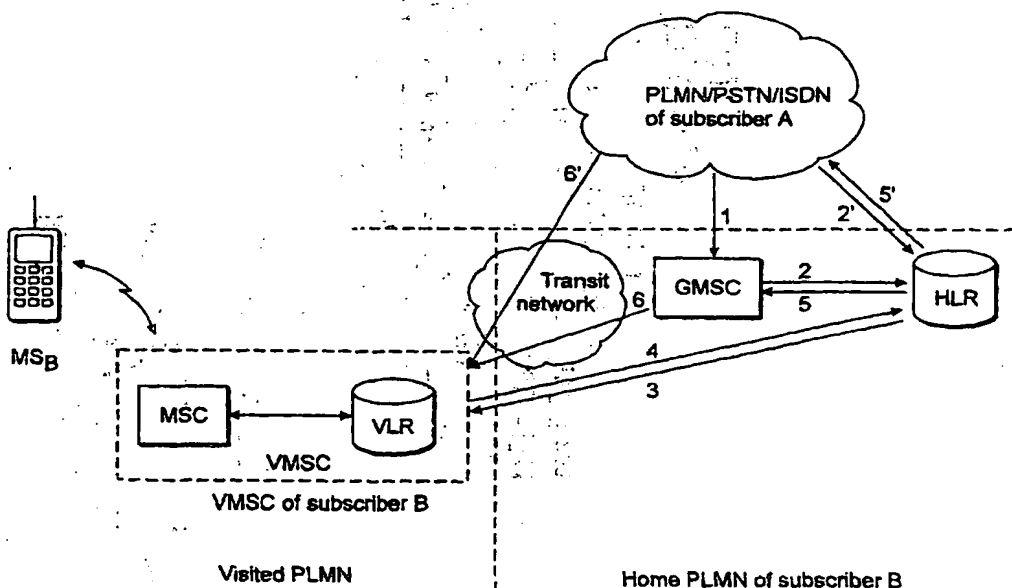 PLMN/PSTN/ISDN
of subscriber A
6'
5'
1
2'
Transit
network
GMSC
2
5
HLR
6
MSB
4
3
MSC
VLR
VMSC
VMSC of subscriber B
Visited PLMN
Home PLMN of subscriber B